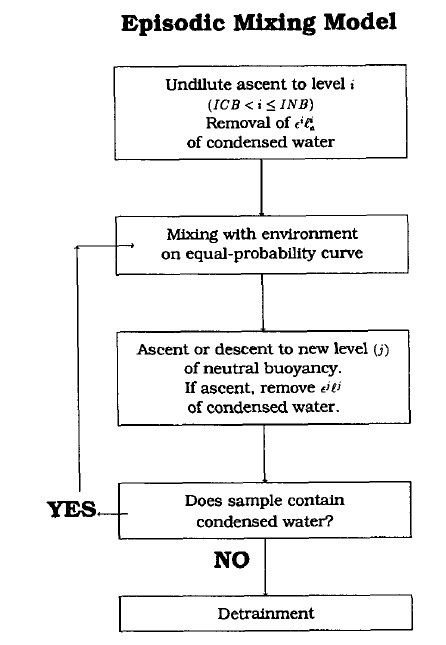 Episodic Mixing Model
Undilute ascent to level i
(ICB < i ≤ INB)
Removal of ϵⁱℓⁱₐ
of condensed water
Mixing with environment
on equal-probability curve
Ascent or descent to new level (j)
of neutral buoyancy.
If ascent, remove ϵʲℓʲ
of condensed water.
Does sample contain
condensed water?
YES
NO
Detrainment